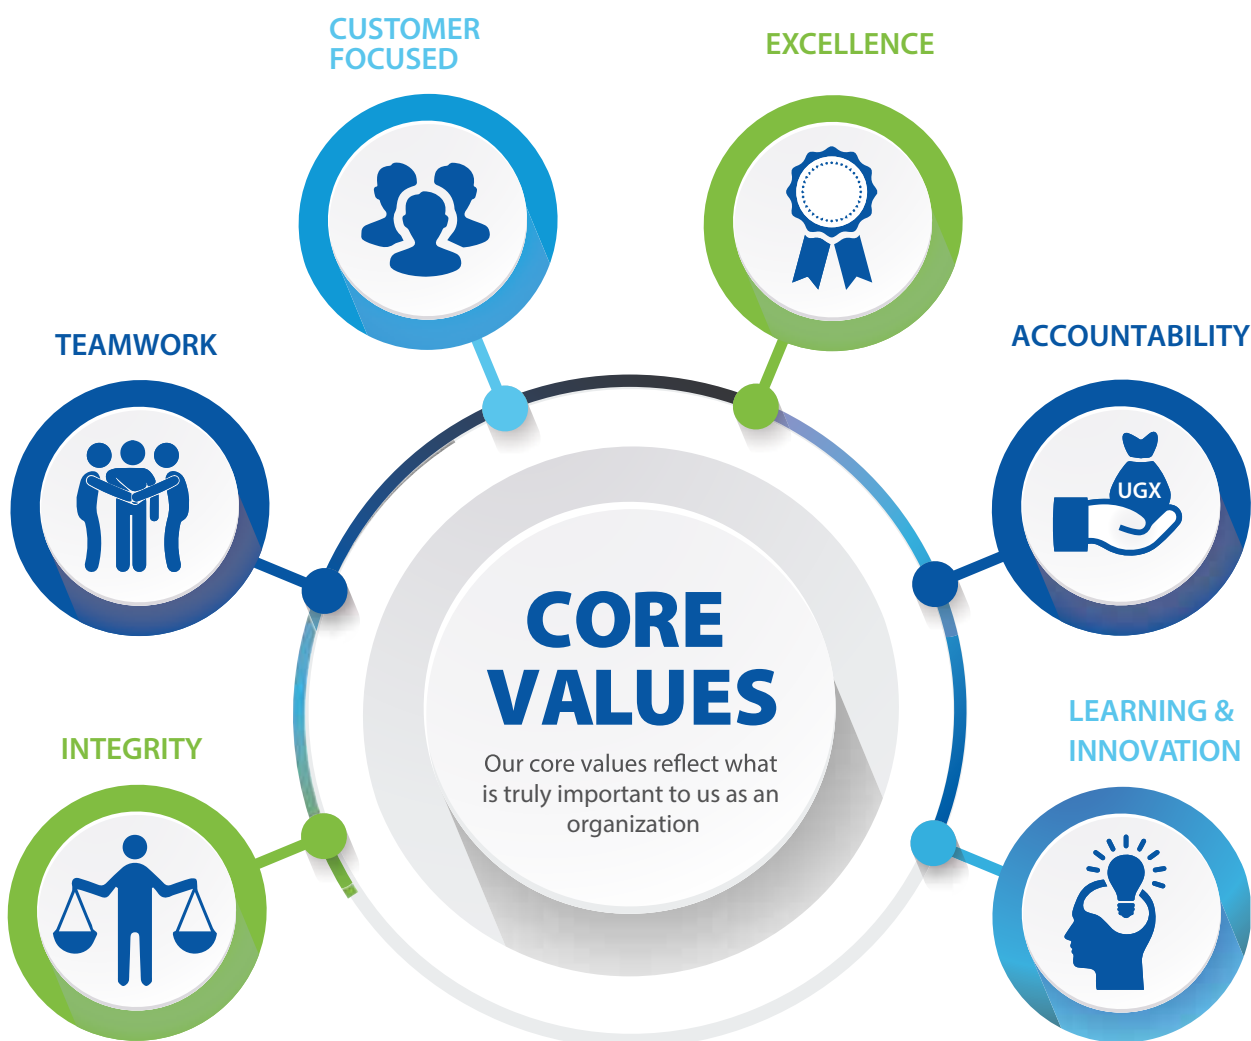 CUSTOMER
FOCUSED
EXCELLENCE
TEAMWORK
ACCOUNTABILITY
UGX
CORE
VALUES
Our core values reflect what
is truly important to us as an
organization
INTEGRITY
LEARNING &
INNOVATION